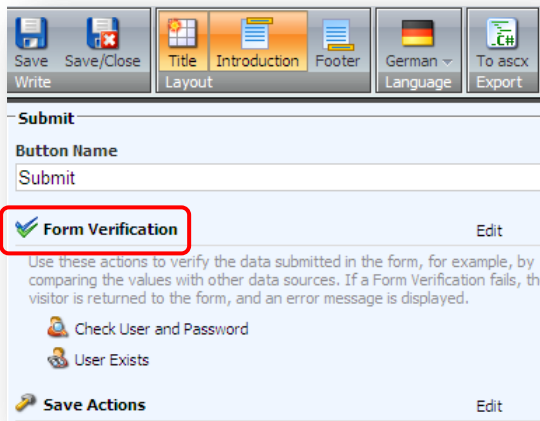 Save Save/Close Title Introduction Footer German To ascx
Write Layout Language Export
Submit
Button Name
Submit
Form Verification Edit
Use these actions to verify the data submitted in the form, for example, by
comparing the values with other data sources. If a Form Verification fails, th
visitor is returned to the form, and an error message is displayed.
Check User and Password
User Exists
Save Actions Edit